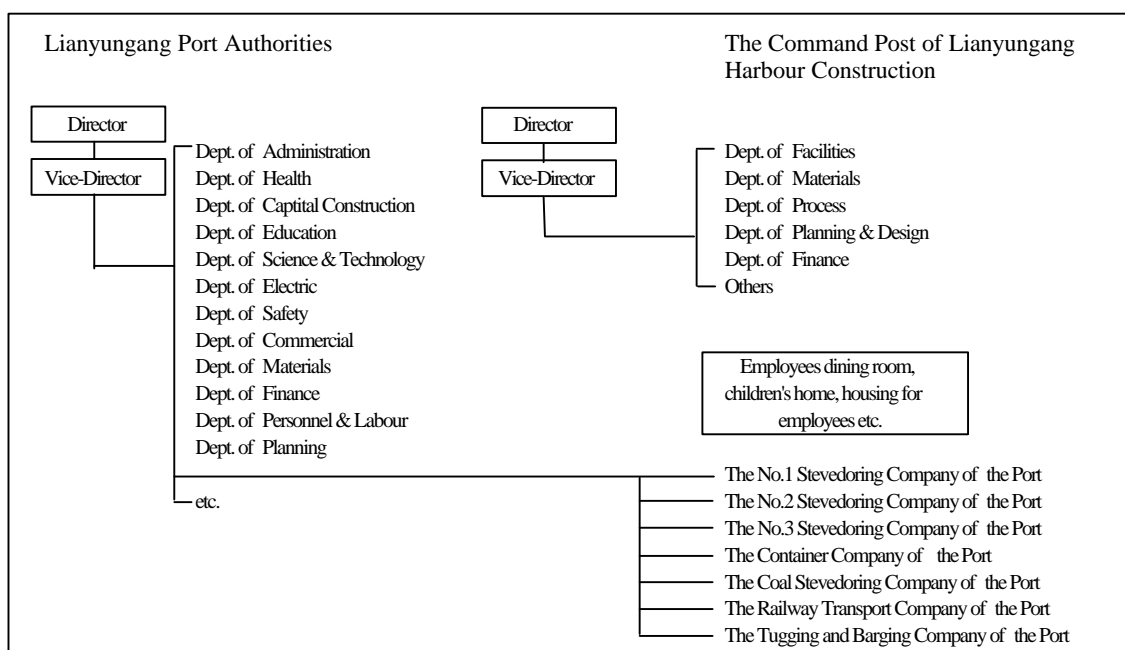 Lianyungang Port Authorities
The Command Post of Lianyungang
Harbour Construction
Director
Vice-Director
Dept. of Administration
Dept. of Health
Dept. of Captital Construction
Dept. of Education
Dept. of Science & Technology
Dept. of Electric
Dept. of Safety
Dept. of Commercial
Dept. of Materials
Dept. of Finance
Dept. of Personnel & Labour
Dept. of Planning
etc.
Director
Vice-Director
Dept. of Facilities
Dept. of Materials
Dept. of Process
Dept. of Planning & Design
Dept. of Finance
Others
Employees dining room,
children's home, housing for
employees etc.
The No.1 Stevedoring Company of the Port
The No.2 Stevedoring Company of the Port
The No.3 Stevedoring Company of the Port
The Container Company of the Port
The Coal Stevedoring Company of the Port
The Railway Transport Company of the Port
The Tugging and Barging Company of the Port